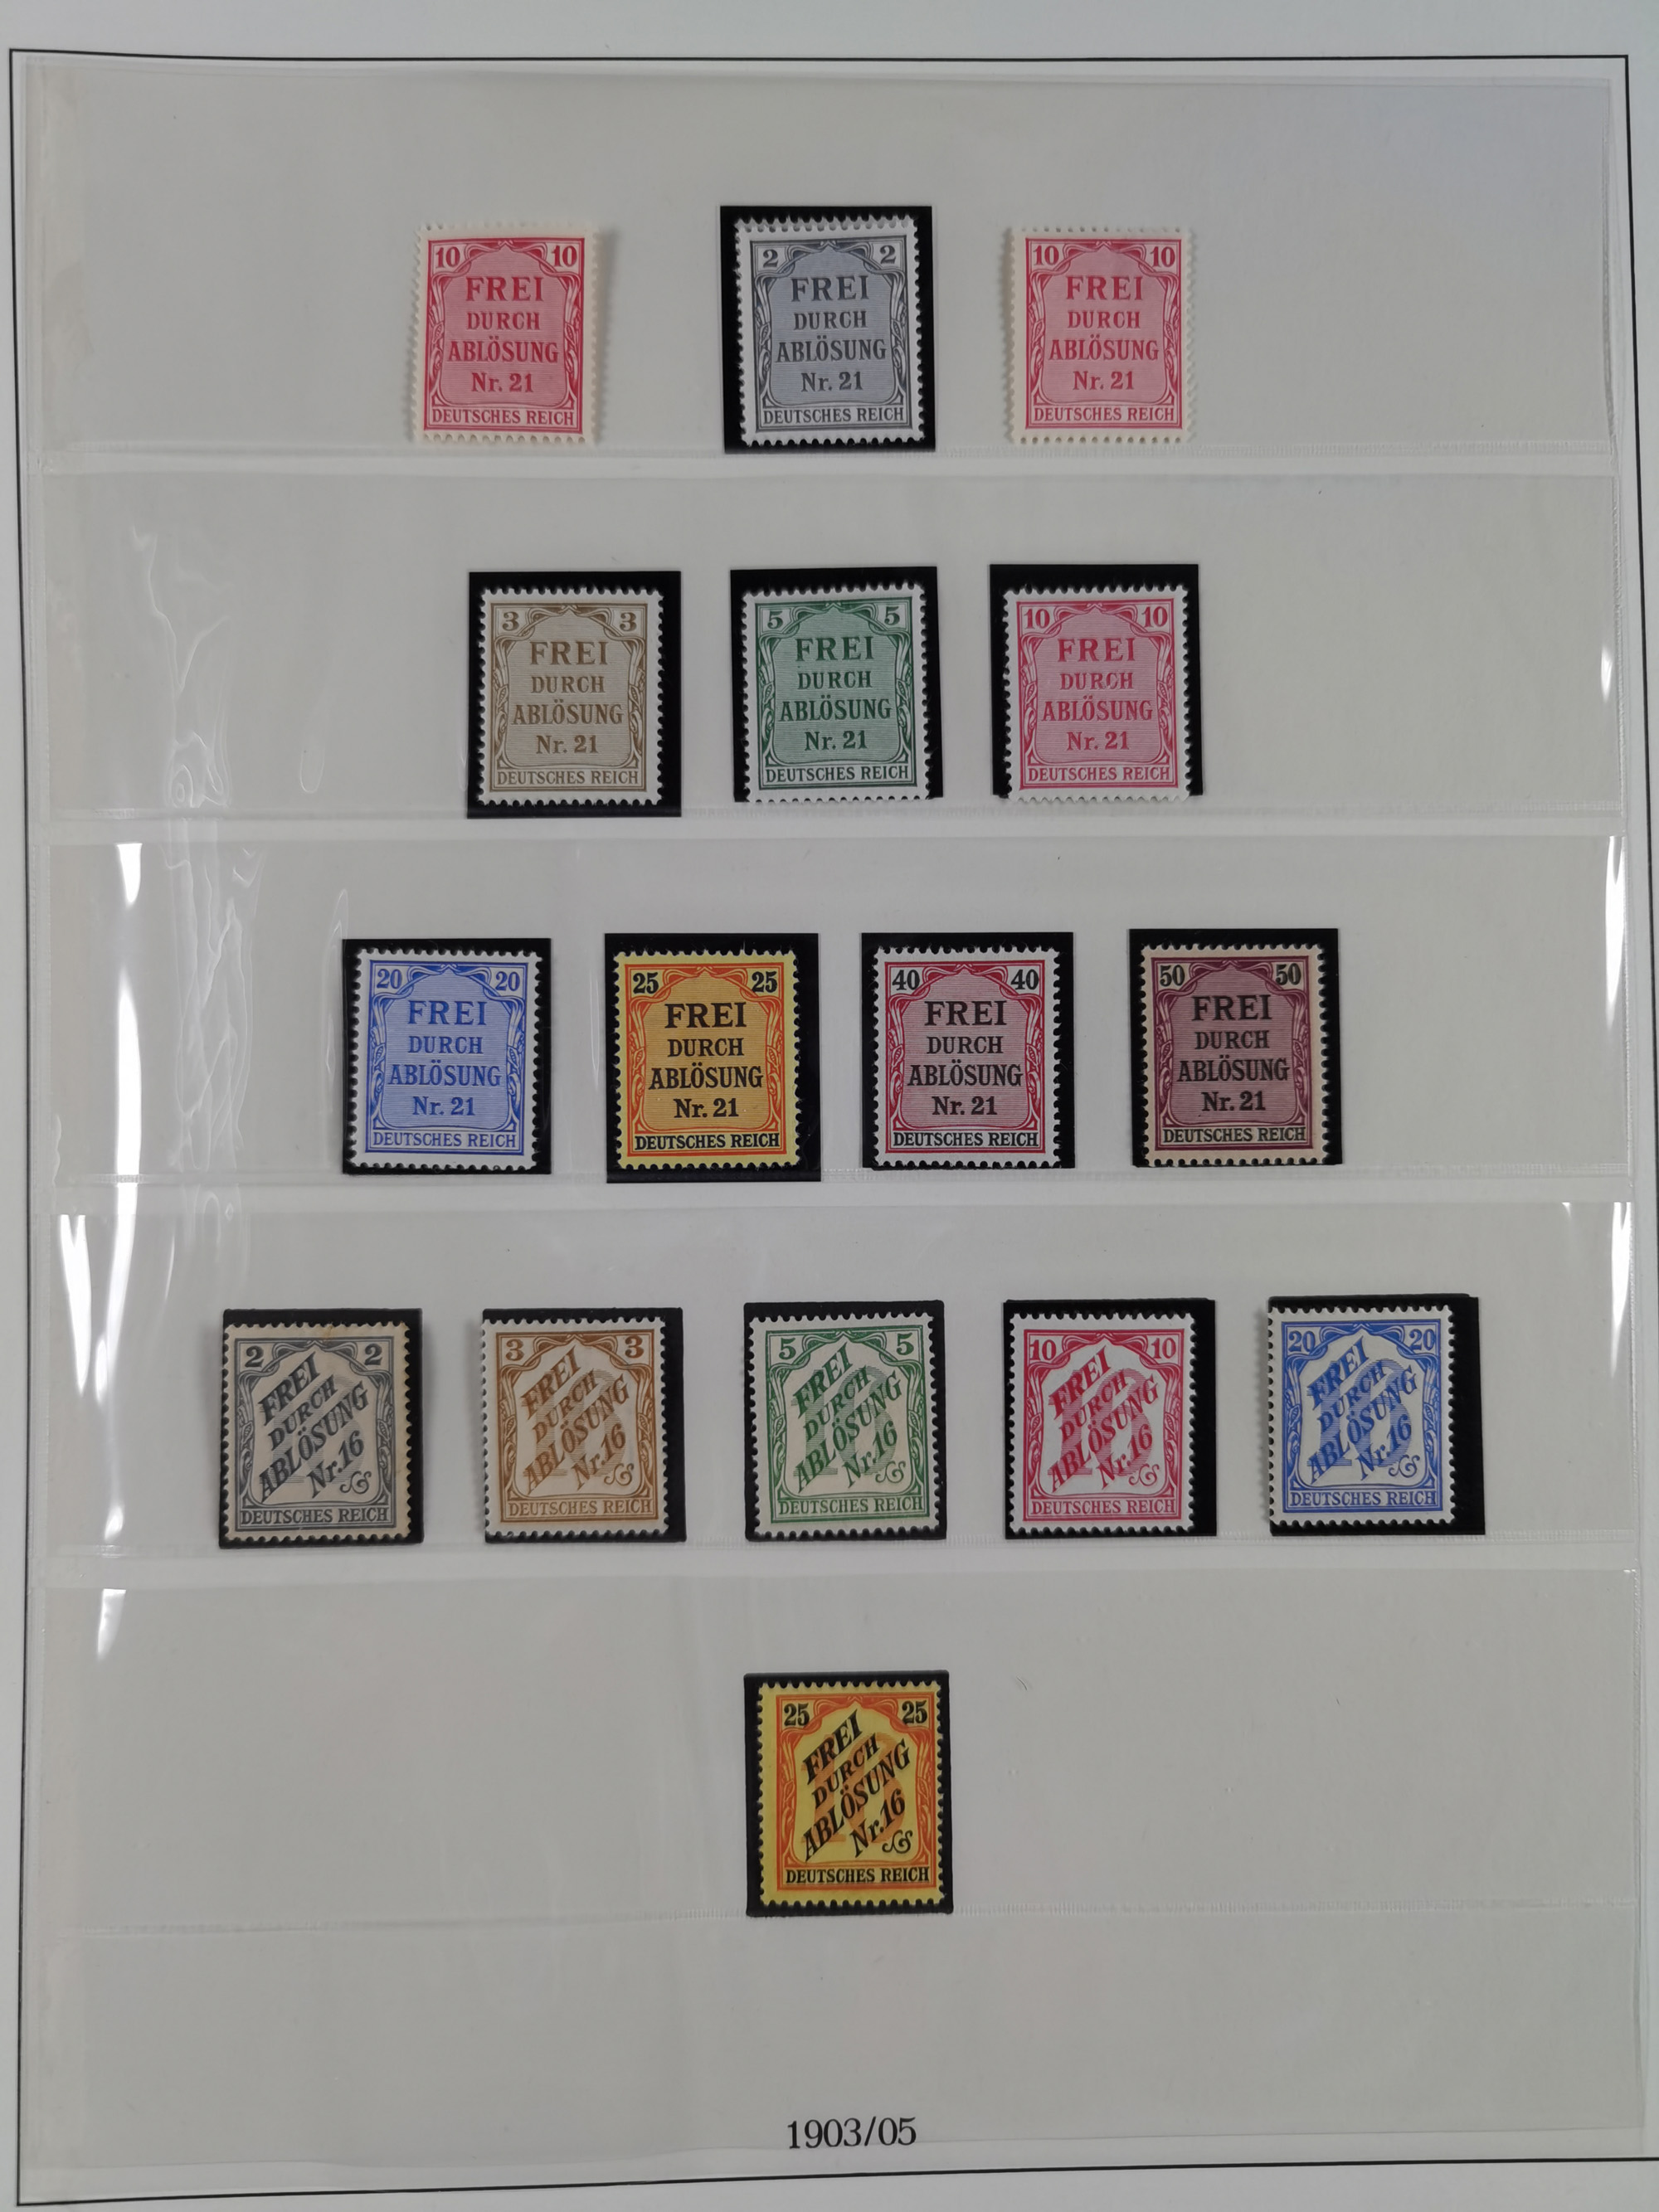 10 10
FREI
DURCH
ABLÖSUNG
Nr. 21
DEUTSCHES REICH
2 2
FREI
DURCH
ABLÖSUNG
Nr. 21
DEUTSCHES REICH
10 10
FREI
DURCH
ABLÖSUNG
Nr. 21
DEUTSCHES REICH
3 3
FREI
DURCH
ABLÖSUNG
Nr. 21
DEUTSCHES REICH
5 5
FREI
DURCH
ABLÖSUNG
Nr. 21
DEUTSCHES REICH
10 10
FREI
DURCH
ABLÖSUNG
Nr. 21
DEUTSCHES REICH
20 20
FREI
DURCH
ABLÖSUNG
Nr. 21
DEUTSCHES REICH
25 25
FREI
DURCH
ABLÖSUNG
Nr. 21
DEUTSCHES REICH
40 40
FREI
DURCH
ABLÖSUNG
Nr. 21
DEUTSCHES REICH
50 50
FREI
DURCH
ABLÖSUNG
Nr. 21
DEUTSCHES REICH
2 2
FREI
DURCH
ABLÖSUNG
Nr. 16
DEUTSCHES REICH
3 3
FREI
DURCH
ABLÖSUNG
Nr. 16
DEUTSCHES REICH
5 5
FREI
DURCH
ABLÖSUNG
Nr. 16
DEUTSCHES REICH
10 10
FREI
DURCH
ABLÖSUNG
Nr. 16
DEUTSCHES REICH
20 20
FREI
DURCH
ABLÖSUNG
Nr. 16
DEUTSCHES REICH
25 25
FREI
DURCH
ABLÖSUNG
Nr. 16
DEUTSCHES REICH
1903/05